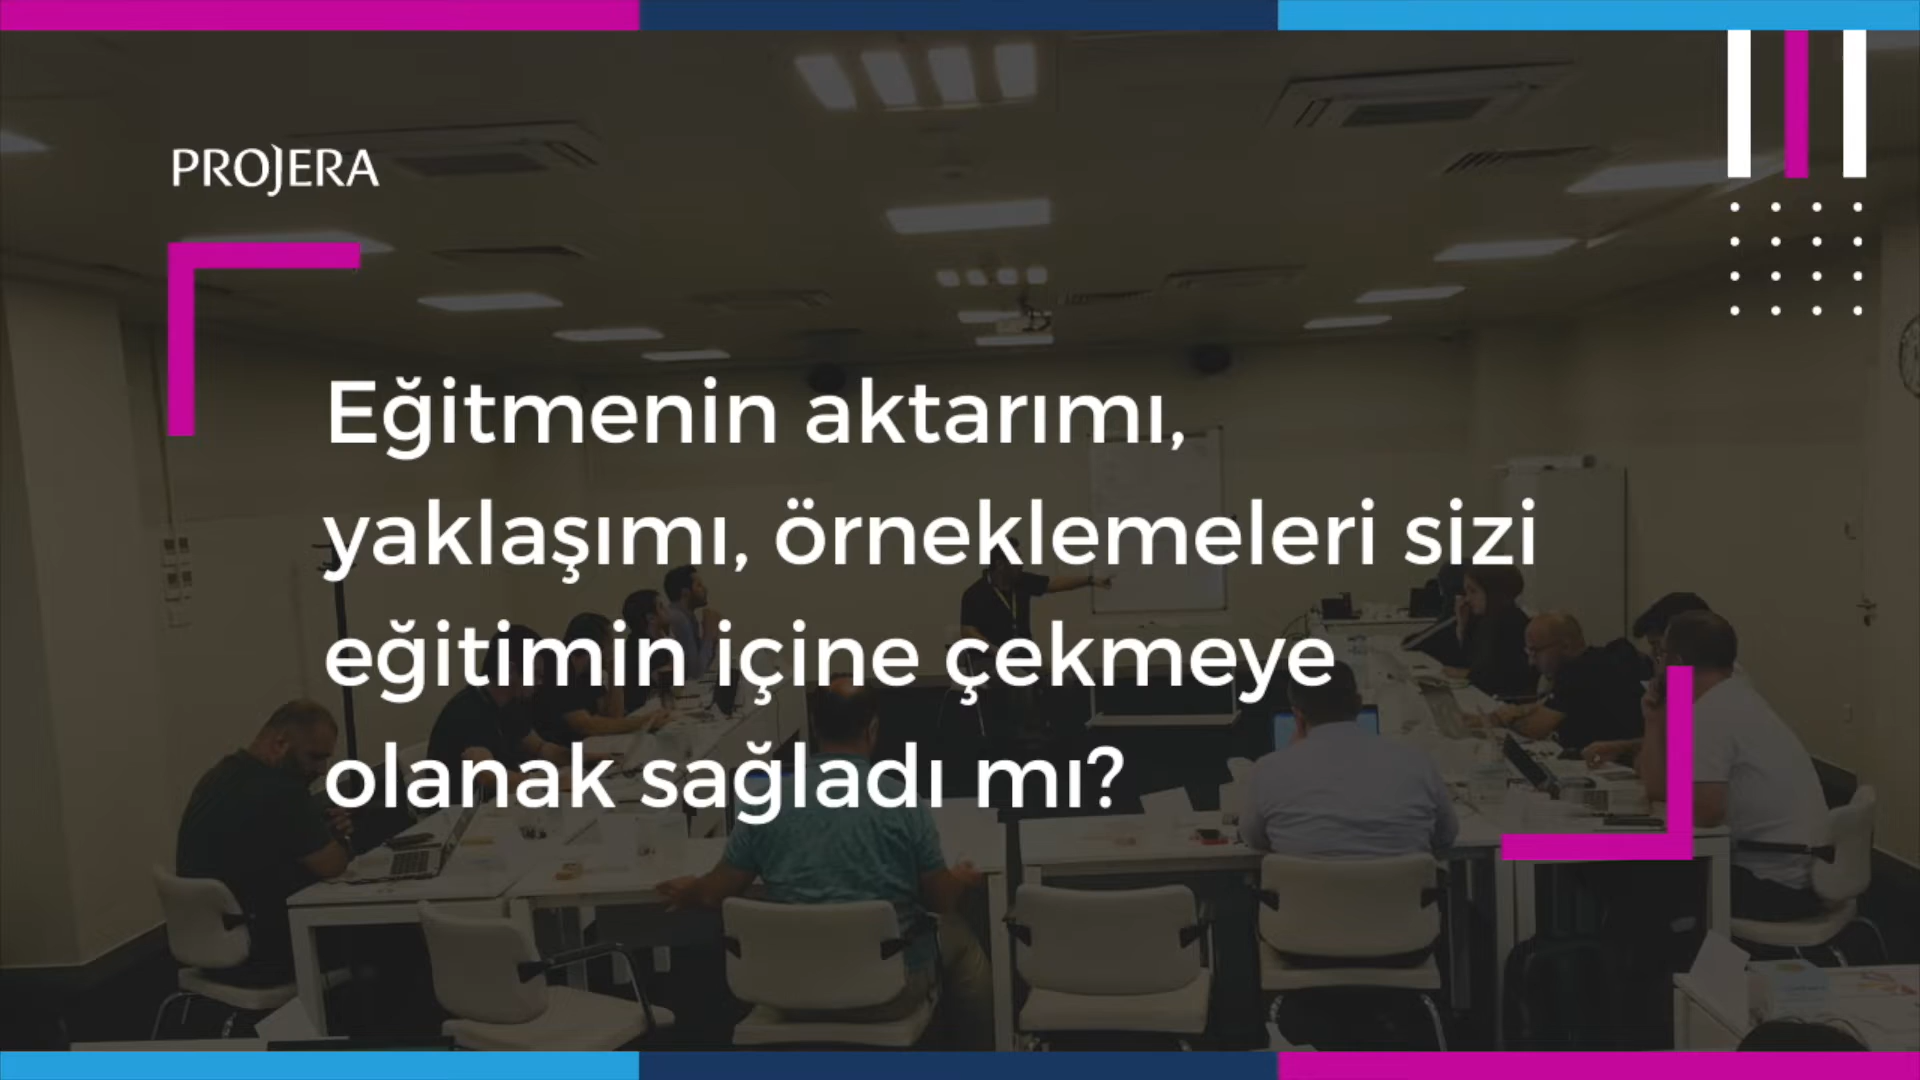 PROJERA
Eğitmenin aktarımı,
yaklaşımı, örneklemeleri sizi
eğitimin içine çekmeye
olanak sağladı mı?